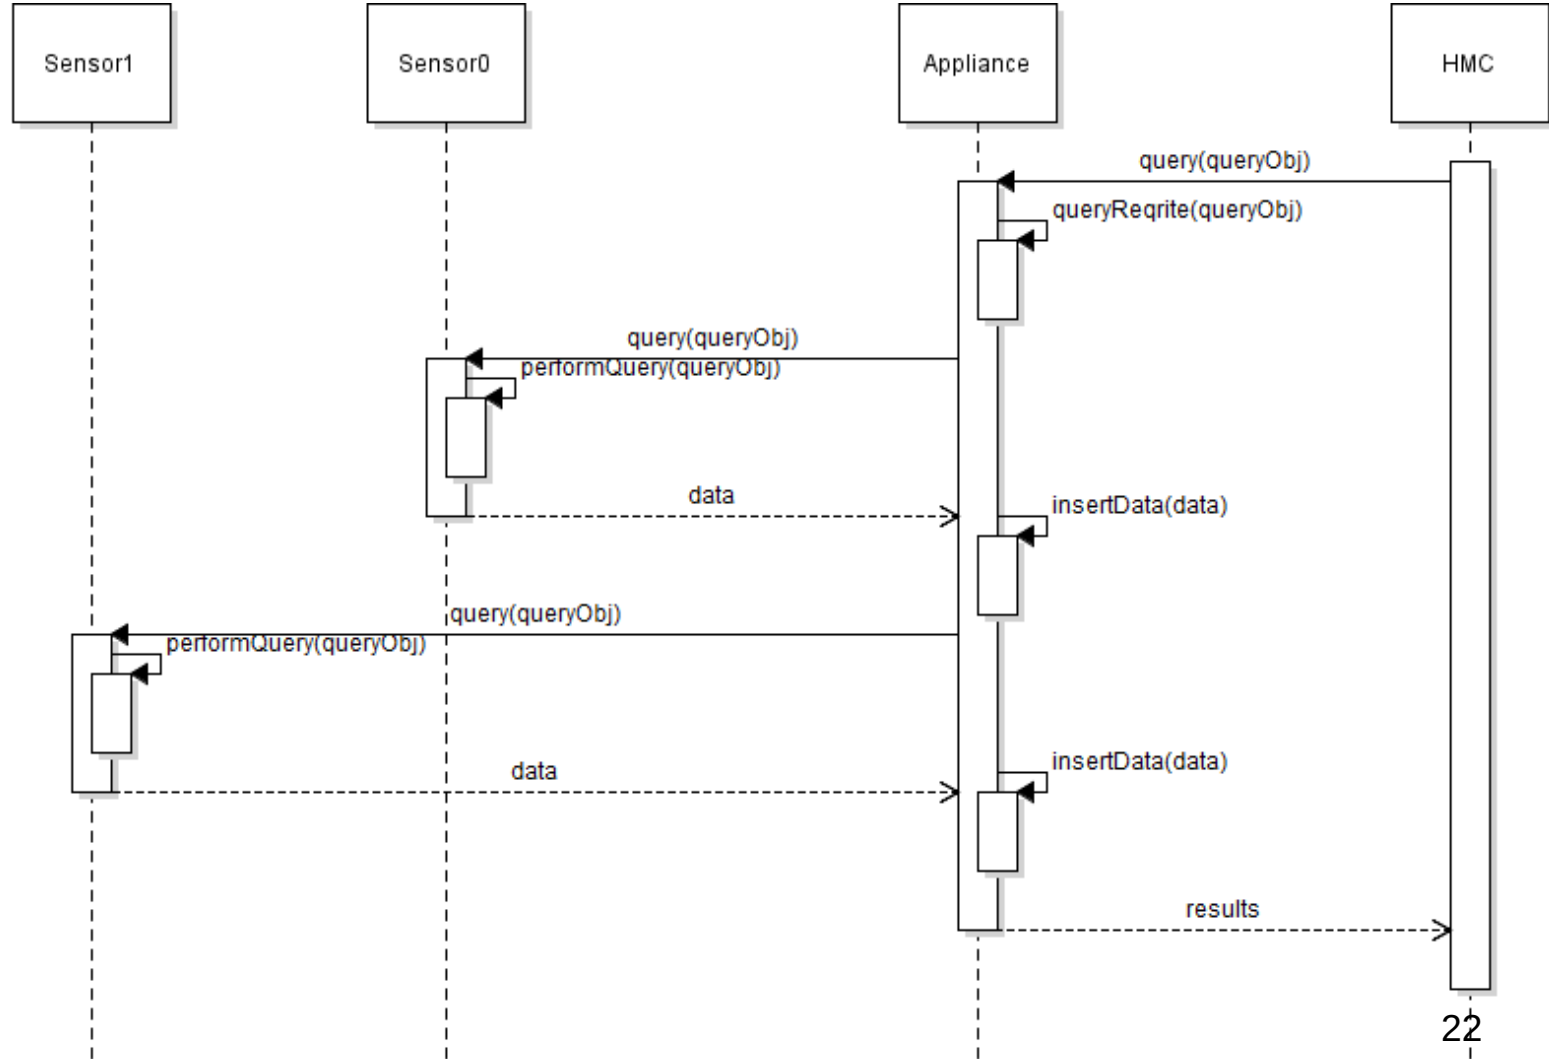 Sensor1
Sensor0
Appliance
HMC
query(queryObj)
queryReqrite(queryObj)
query(queryObj)
performQuery(queryObj)
data
insertData(data)
query(queryObj)
performQuery(queryObj)
insertData(data)
data
results
22